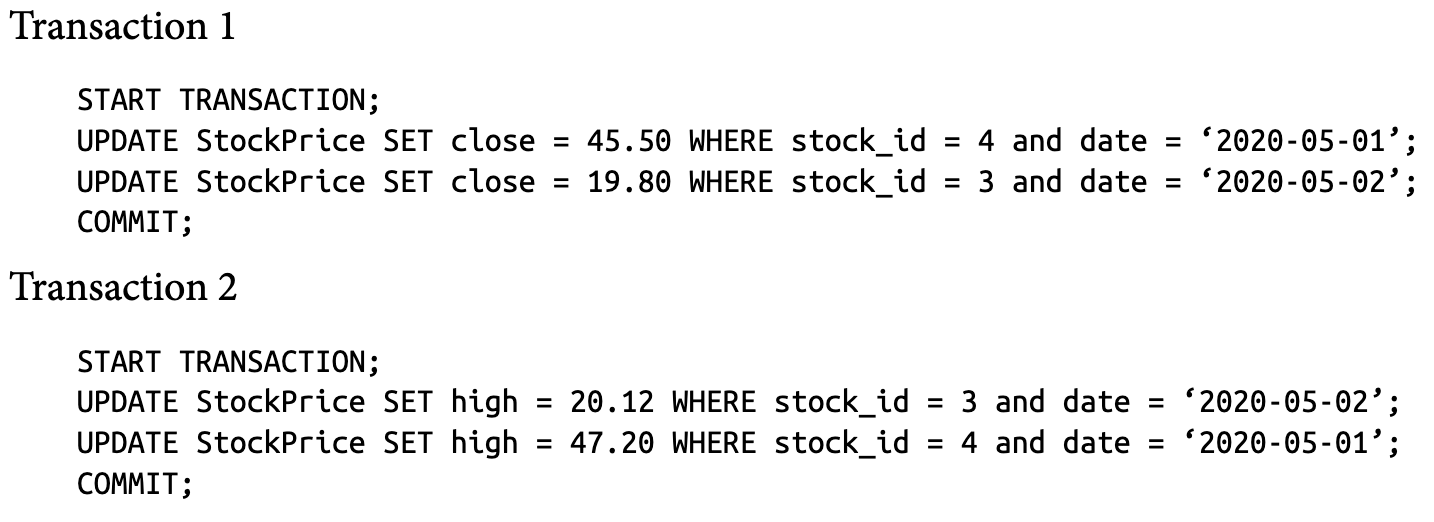 Transaction 1
START TRANSACTION;
UPDATE StockPrice SET close = 45.50 WHERE stock_id = 4 and date = ‘2020-05-01’;
UPDATE StockPrice SET close = 19.80 WHERE stock_id = 3 and date = ‘2020-05-02’;
COMMIT;
Transaction 2
START TRANSACTION;
UPDATE StockPrice SET high = 20.12 WHERE stock_id = 3 and date = ‘2020-05-02’;
UPDATE StockPrice SET high = 47.20 WHERE stock_id = 4 and date = ‘2020-05-01’;
COMMIT;